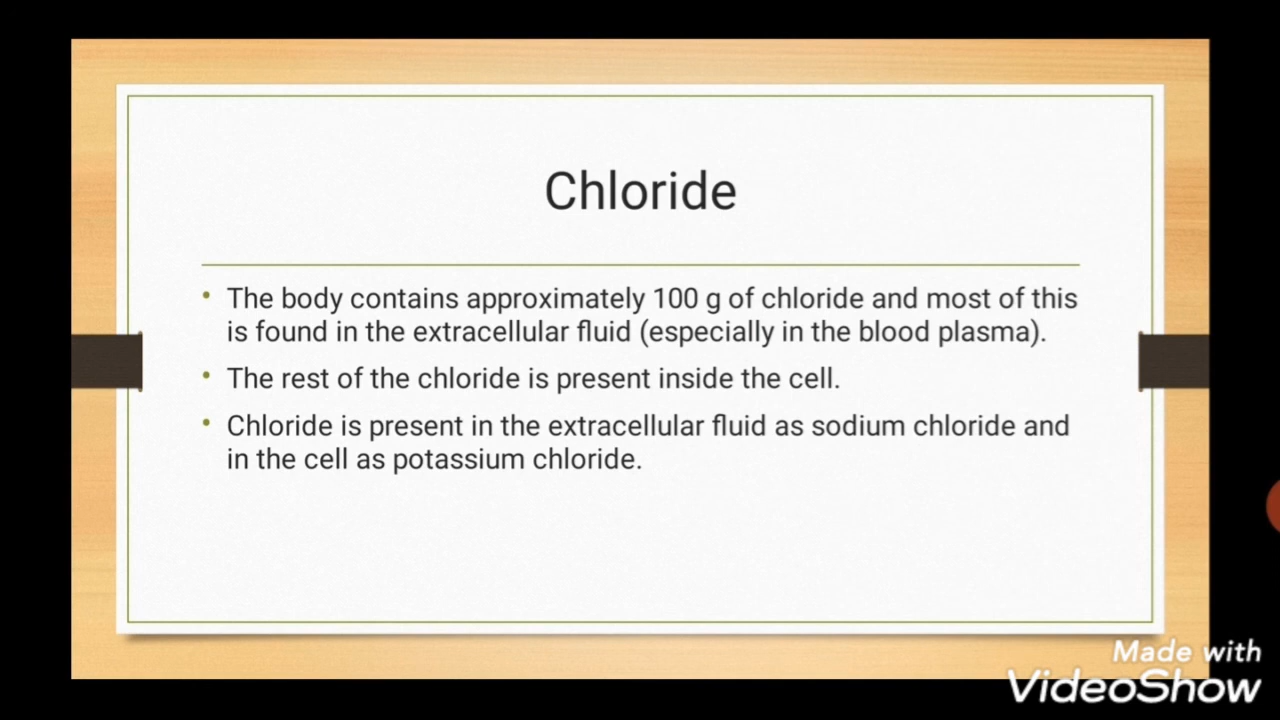 Chloride
• The body contains approximately 100 g of chloride and most of this
is found in the extracellular fluid (especially in the blood plasma).
• The rest of the chloride is present inside the cell.
• Chloride is present in the extracellular fluid as sodium chloride and
in the cell as potassium chloride.
Made with
VideoShow